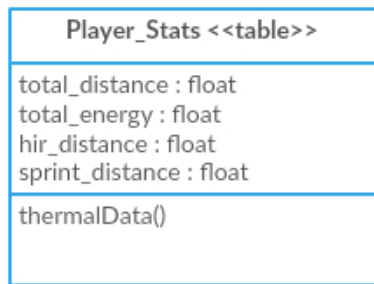 Player_Stats <<table>>
total_distance : float
total_energy : float
hir_distance : float
sprint_distance : float
thermalData()